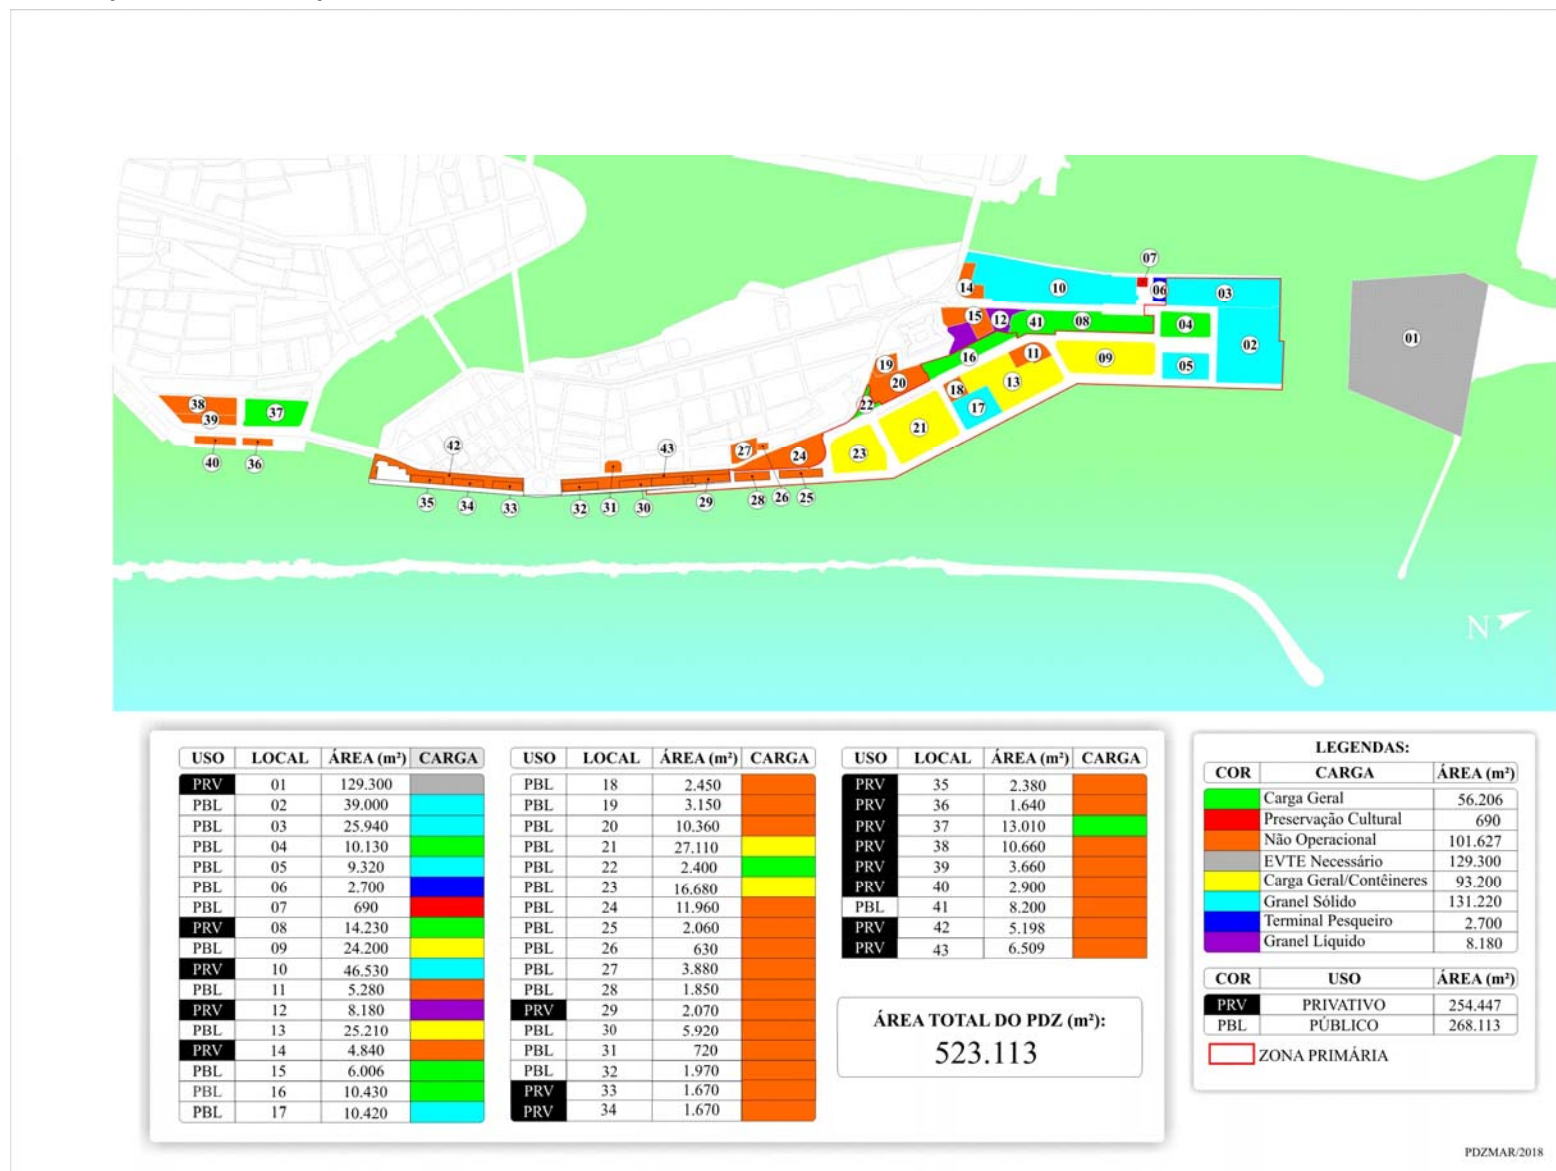 07
14
10
06
03
15
12
41
08
04
01
16
11
09
05
02
19
20
13
18
38
37
22
17
39
21
42
43
27
24
23
40
36
26
35
34
33
32
31
30
29
28
25
N
USO LOCAL ÁREA (m²) CARGA
PRV 01 129.300
PBL 02 39.000
PBL 03 25.940
PBL 04 10.130
PBL 05 9.320
PBL 06 2.700
PBL 07 690
PRV 08 14.230
PBL 09 24.200
PRV 10 46.530
PBL 11 5.280
PRV 12 8.180
PBL 13 25.210
PRV 14 4.840
PBL 15 6.006
PBL 16 10.430
PBL 17 10.420
USO LOCAL ÁREA (m²) CARGA
PBL 18 2.450
PBL 19 3.150
PBL 20 10.360
PBL 21 27.110
PBL 22 2.400
PBL 23 16.680
PBL 24 11.960
PBL 25 2.060
PBL 26 630
PBL 27 3.880
PBL 28 1.850
PRV 29 2.070
PBL 30 5.920
PBL 31 720
PBL 32 1.970
PRV 33 1.670
PRV 34 1.670
USO LOCAL ÁREA (m²) CARGA
PRV 35 2.380
PRV 36 1.640
PRV 37 13.010
PRV 38 10.660
PRV 39 3.660
PRV 40 2.900
PBL 41 8.200
PRV 42 5.198
PRV 43 6.509
ÁREA TOTAL DO PDZ (m²):
523.113
LEGENDAS:
COR CARGA ÁREA (m²)
Carga Geral 56.206
Preservação Cultural 690
Não Operacional 101.627
EVTE Necessário 129.300
Carga Geral/Contêineres 93.200
Granel Sólido 131.220
Terminal Pesqueiro 2.700
Granel Líquido 8.180
COR USO ÁREA (m²)
PRV PRIVATIVO 254.447
PBL PÚBLICO 268.113
ZONA PRIMÁRIA
PDZMAR/2018